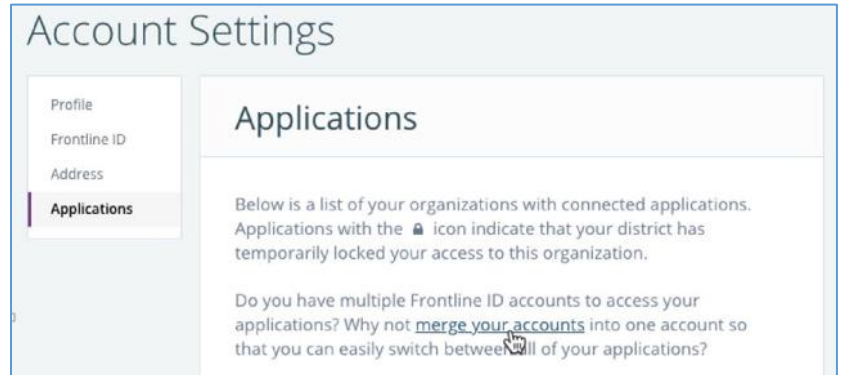 Account Settings
Profile
Frontline ID
Address
Applications
Applications
Below is a list of your organizations with connected applications.
Applications with the icon indicate that your district has
temporarily locked your access to this organization.
Do you have multiple Frontline ID accounts to access your
applications? Why not merge your accounts into one account so
that you can easily switch between all of your applications?